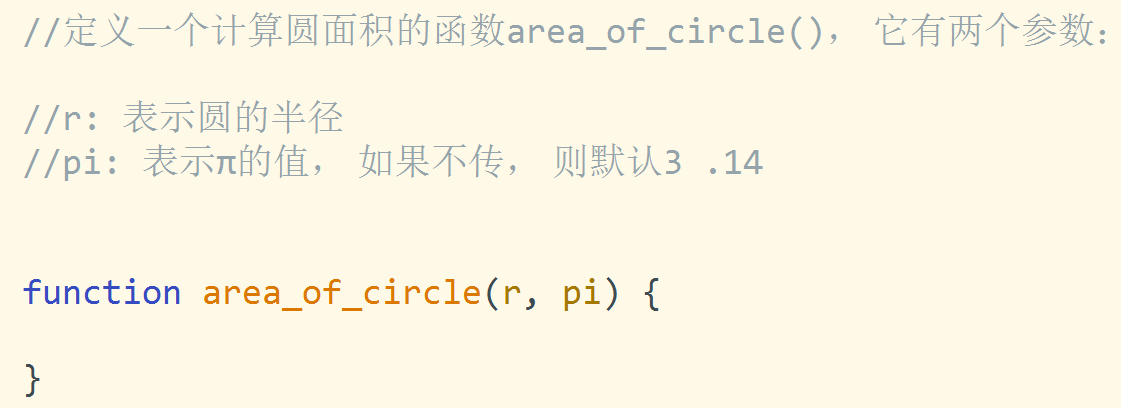 //定义一个计算圆面积的函数area_of_circle()， 它有两个参数：
//r: 表示圆的半径
//pi: 表示π的值， 如果不传， 则默认3 .14
function area_of_circle(r, pi) {
}